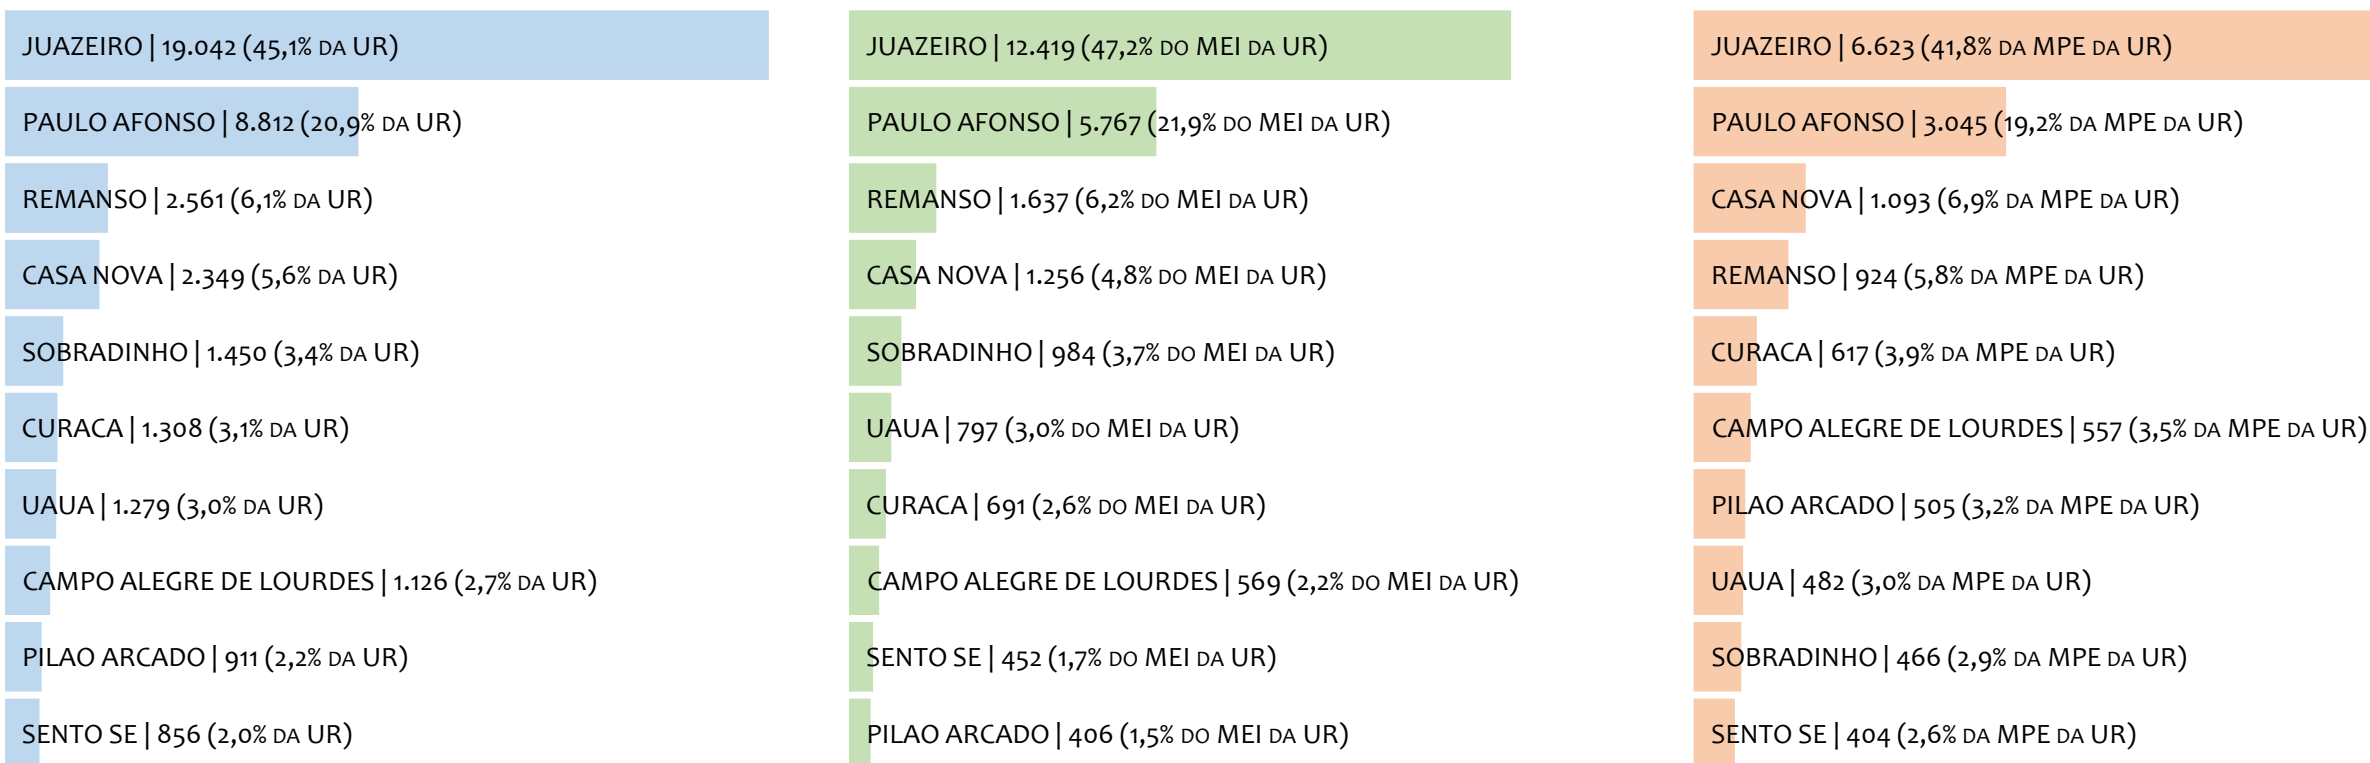 JUAZEIRO | 19.042 (45,1% DA UR)
PAULO AFONSO | 8.812 (20,9% DA UR)
REMANSO | 2.561 (6,1% DA UR)
CASA NOVA | 2.349 (5,6% DA UR)
SOBRADINHO | 1.450 (3,4% DA UR)
CURACA | 1.308 (3,1% DA UR)
UAUA | 1.279 (3,0% DA UR)
CAMPO ALEGRE DE LOURDES | 1.126 (2,7% DA UR)
PILAO ARCADO | 911 (2,2% DA UR)
SENTO SE | 856 (2,0% DA UR)
JUAZEIRO | 12.419 (47,2% DO MEI DA UR)
PAULO AFONSO | 5.767 (21,9% DO MEI DA UR)
REMANSO | 1.637 (6,2% DO MEI DA UR)
CASA NOVA | 1.256 (4,8% DO MEI DA UR)
SOBRADINHO | 984 (3,7% DO MEI DA UR)
UAUA | 797 (3,0% DO MEI DA UR)
CURACA | 691 (2,6% DO MEI DA UR)
CAMPO ALEGRE DE LOURDES | 569 (2,2% DO MEI DA UR)
SENTO SE | 452 (1,7% DO MEI DA UR)
PILAO ARCADO | 406 (1,5% DO MEI DA UR)
JUAZEIRO | 6.623 (41,8% DA MPE DA UR)
PAULO AFONSO | 3.045 (19,2% DA MPE DA UR)
CASA NOVA | 1.093 (6,9% DA MPE DA UR)
REMANSO | 924 (5,8% DA MPE DA UR)
CURACA | 617 (3,9% DA MPE DA UR)
CAMPO ALEGRE DE LOURDES | 557 (3,5% DA MPE DA UR)
PILAO ARCADO | 505 (3,2% DA MPE DA UR)
UAUA | 482 (3,0% DA MPE DA UR)
SOBRADINHO | 466 (2,9% DA MPE DA UR)
SENTO SE | 404 (2,6% DA MPE DA UR)